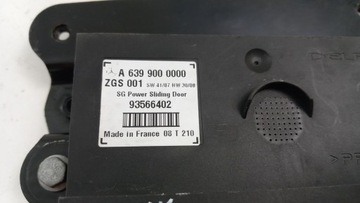 A 639 900 0000
ZGS 001 SW 41/07 HW 36/08
SG Power Sliding Door
93566402
Made in France 08 T 210